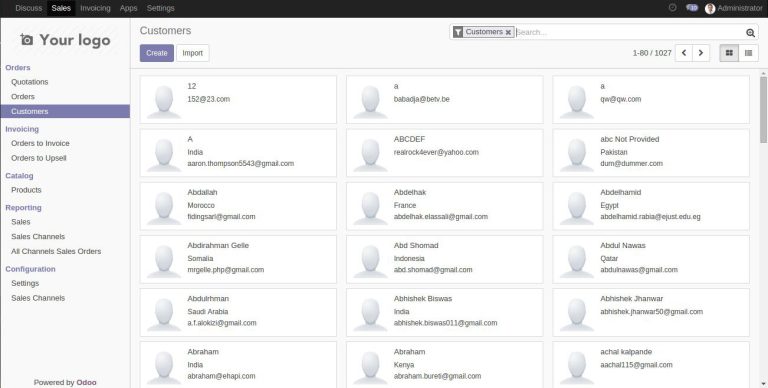 Discuss Sales Invoicing Apps Settings 10 Administrator
Your logo
Orders
Quotations
Orders
Customers
Invoicing
Orders to Invoice
Orders to Upsell
Catalog
Products
Reporting
Sales
Sales Channels
All Channels Sales Orders
Configuration
Settings
Sales Channels
Powered by Odoo
Customers
Customers Search...
Create Import
1-80 / 1027
12
152@23.com
a
babadja@betv.be
a
qw@qw.com
A
India
aaron.thompson5543@gmail.com
ABCDEF
realrock4ever@yahoo.com
abc Not Provided
Pakistan
dum@dummer.com
Abdallah
Morocco
fidingsarl@gmail.com
Abdelhak
France
abdelhak.elassali@gmail.com
Abdelhamid
Egypt
abdelhamid.rabia@ejust.edu.eg
Abdirahman Gelle
Somalia
mrgelle.php@gmail.com
Abd Shomad
Indonesia
abd.shomad@gmail.com
Abdul Nawas
Qatar
abdulnawas@gmail.com
Abdulrhman
Saudi Arabia
a.f.alokizi@gmail.com
Abhishek Biswas
India
abhishek.biswas011@gmail.com
Abhishek Jhanwar
abhishek.jhanwar50@gmail.com
Abraham
India
abraham@ehapi.com
Abraham
Kenya
abraham.bureti@gmail.com
achal kalpande
aachal115@gmail.com